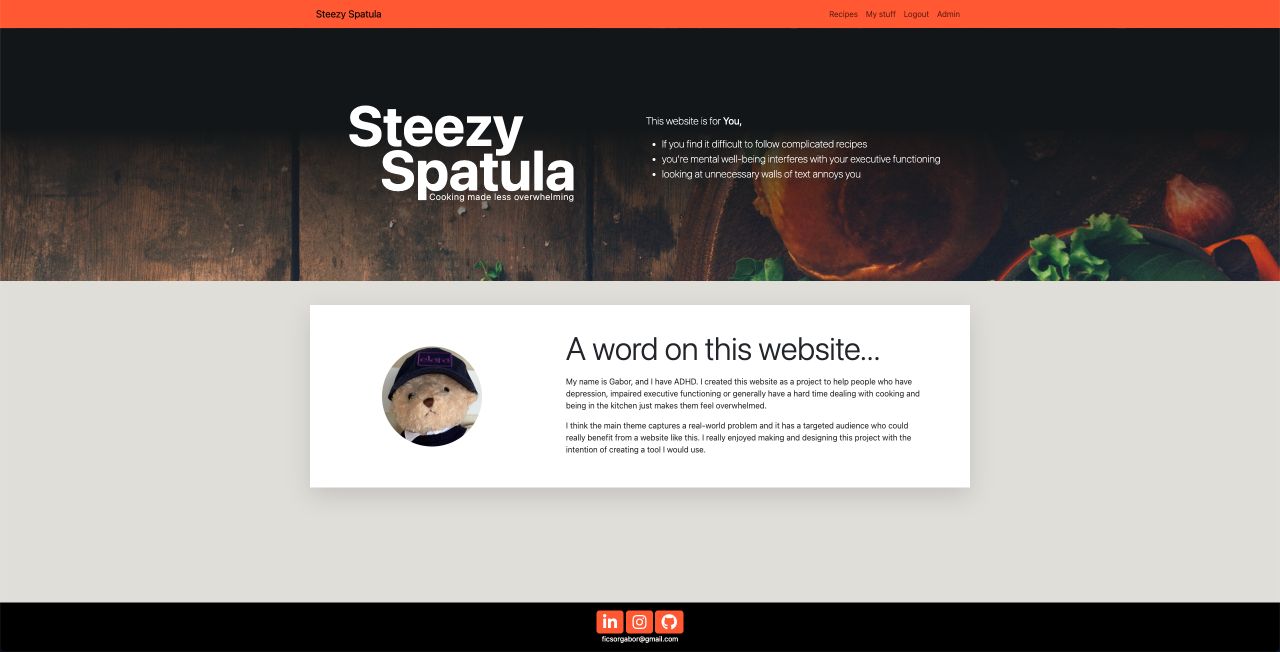 Steezy Spatula
Recipes My stuff Logout Admin
Steezy
Spatula
Cooking made less overwhelming
This website is for You,
If you find it difficult to follow complicated recipes
you're mental well-being interferes with your executive functioning
looking at unnecessary walls of text annoys you
A word on this website...
My name is Gabor, and I have ADHD. I created this website as a project to help people who have
depression, impaired executive functioning or generally have a hard time dealing with cooking and
being in the kitchen just makes them feel overwhelmed.
I think the main theme captures a real-world problem and it has a targeted audience who could
really benefit from a website like this. I really enjoyed making and designing this project with the
intention of creating a tool I would use.
in
ficsorgabor@gmail.com